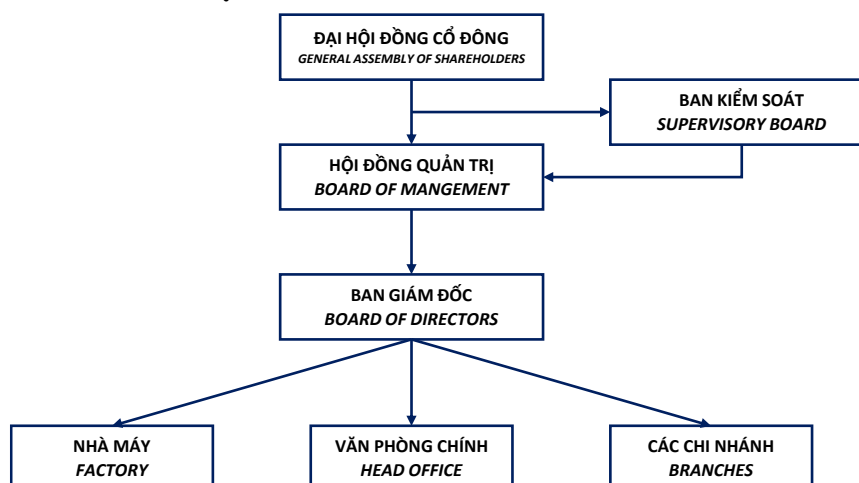 ĐẠI HỘI ĐỒNG CỔ ĐÔNG
GENERAL ASSEMBLY OF SHAREHOLDERS
BAN KIỂM SOÁT
SUPERVISORY BOARD
HỘI ĐỒNG QUẢN TRỊ
BOARD OF MANGEMENT
BAN GIÁM ĐỐC
BOARD OF DIRECTORS
NHÀ MÁY
FACTORY
VĂN PHÒNG CHÍNH
HEAD OFFICE
CÁC CHI NHÁNH
BRANCHES